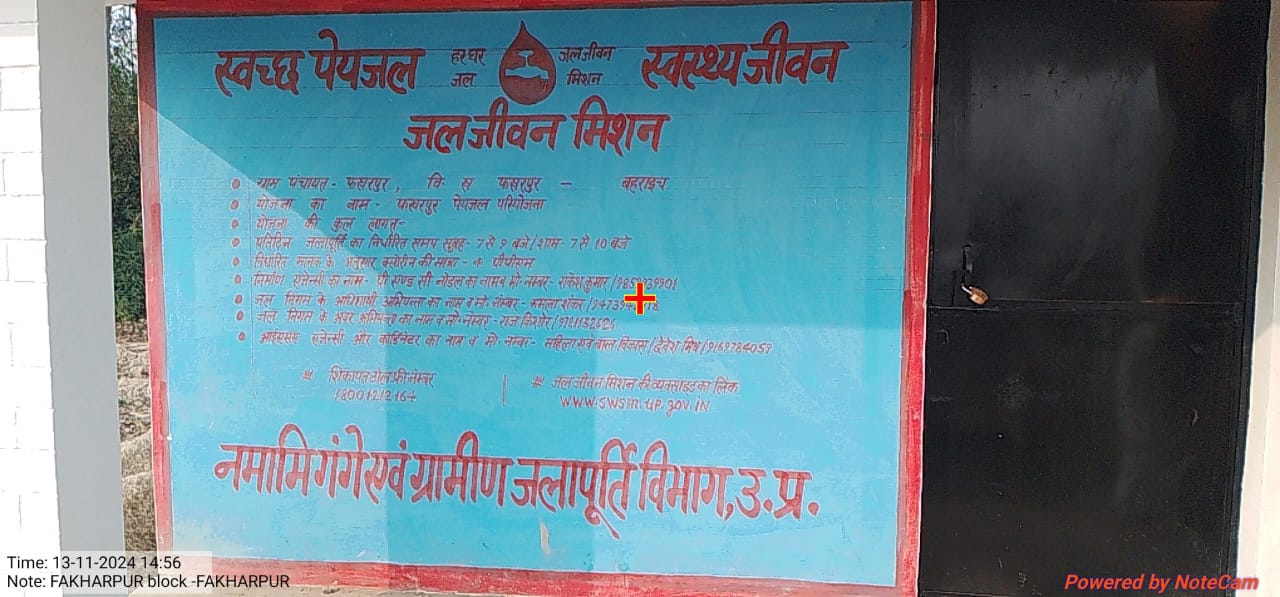 स्वच्छ पेयजल हर घर जल जल जीवन मिशन स्वस्थ्य जीवन
जल जीवन मिशन
ग्राम पंचायत - फखरपुर , वि. ख फखरपुर — बहराइच
योजना का नाम - फखरपुर पेयजल परियोजना
योजना की कुल लागत-
प्रतिदिन जलापूर्ति का निर्धारित समय सुबह- 7 से 9 बजे / शाम- 7 से 10 बजे
निर्धारित मानक के अनुसार क्लोरीन की मात्रा - 4 पीपीएम
निर्माण एजेन्सी का नाम- पी एण्ड सी नोडल का नाम व मो. नम्बर- राकेश कुमार /
जल निगम के अधिशाषी अभियन्ता का नाम व मो. नम्बर- कमला शंकर /
जल निगम के अवर अभियन्ता का नाम व मो. नम्बर- राज किशोर / 9721132626
आईएसए एजेन्सी और कोडिनेटर का नाम व मो. नम्बर- महिला एवं बाल विकास / देवेश मिश्र / 9169784059
# शिकायत टोल फ्री नम्बर
18001212164
# जल जीवन मिशन की व्यवसाइड का लिंक
www.swsm.up.gov.in
नमामि गंगे एवं ग्रामीण जलापूर्ति विभाग, उ.प्र.
Time: 13-11-2024 14:56
Note: FAKHARPUR block -FAKHARPUR
Powered by NoteCam